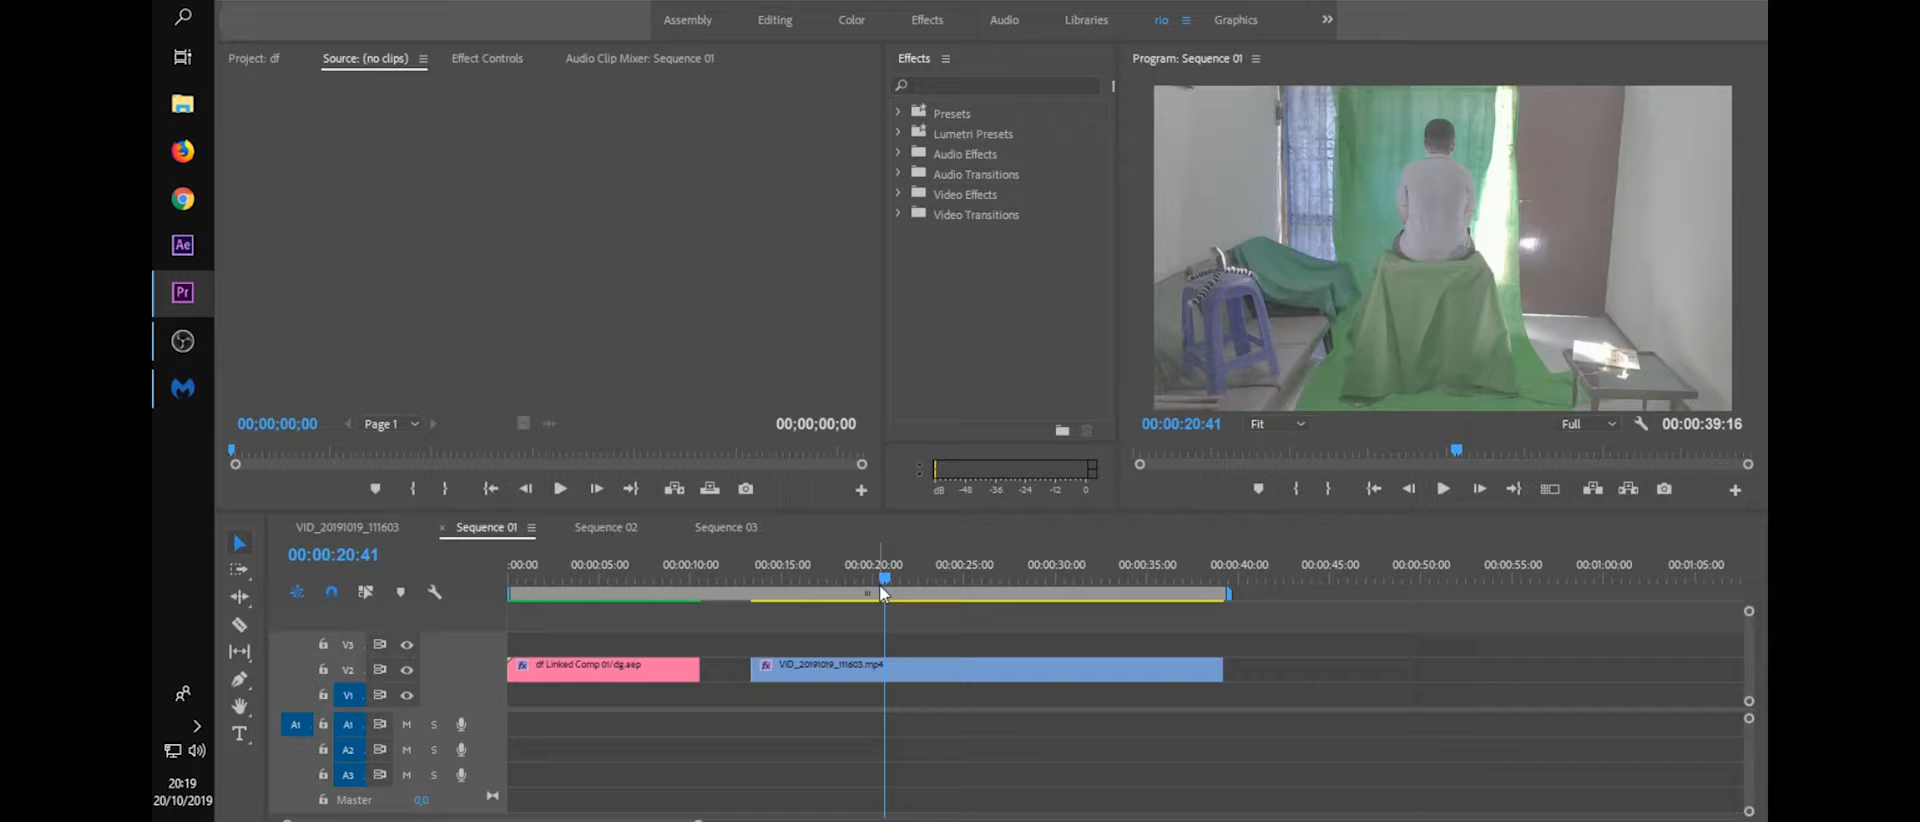 Assembly Editing Color Effects Audio Libraries rio Graphics
Project: df Source: (no clips) Effect Controls Audio Clip Mixer: Sequence 01
Effects
Program: Sequence 01
Presets
Lumetri Presets
Audio Effects
Audio Transitions
Video Effects
Video Transitions
Ae
Pr
00;00;00;00 Page 1 00;00;00;00
00:00:20:41 Fit Full 00:00:39:16
dB -48 -36 -24 -12 0
VID_20191019_111603 × Sequence 01 Sequence 02 Sequence 03
00:00:20:41
:00:00 00:00:05:00 00:00:10:00 00:00:15:00 00:00:20:00 00:00:25:00 00:00:30:00 00:00:35:00 00:00:40:00 00:00:45:00 00:00:50:00 00:00:55:00 00:01:00:00 00:01:05:00
V3
V2 fx df Linked Comp 01/dg.aep fx VID_20191019_111603.mp4
V1
A1 A1 M S
A2 M S
A3 M S
Master 0,0
T
20:19
20/10/2019